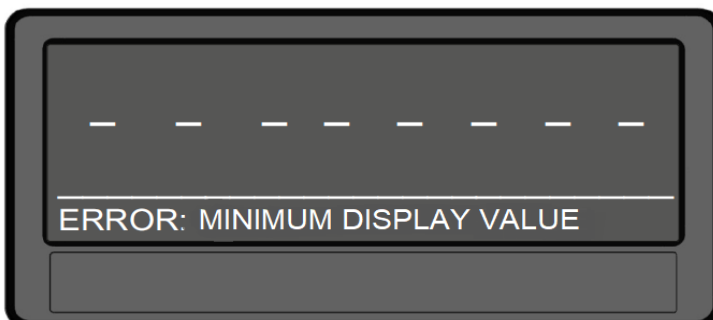 – – – – – – – –
ERROR: MINIMUM DISPLAY VALUE